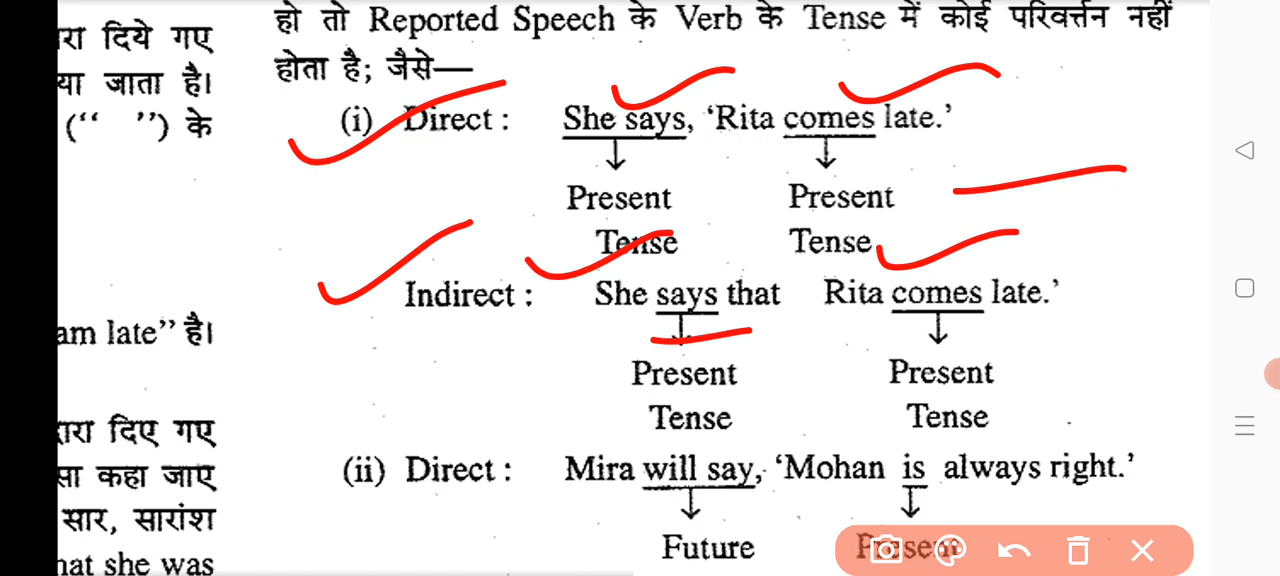 रा दिये गए
या जाता है।
(“ ”) के
am late” है।
ारा दिए गए
सा कहा जाए
सार, सारांश
hat she was
हो तो Reported Speech के Verb के Tense में कोई परिवर्त्तन नहीं
होता है; जैसे—
(i) Direct : She says, ‘Rita comes late.’
Present Present
Tense Tense
Indirect : She says that Rita comes late.’
Present Present
Tense Tense
(ii) Direct : Mira will say, ‘Mohan is always right.’
Future Present